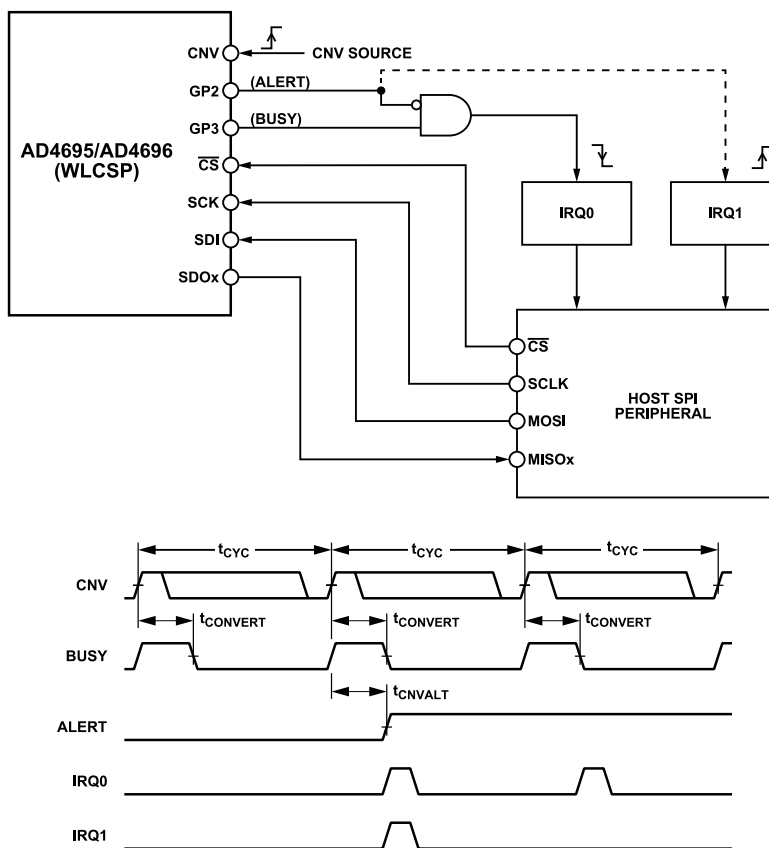 CNV
CNV SOURCE
GP2
(ALERT)
GP3
(BUSY)
AD4695/AD4696
(WLCSP)
CS
SCK
SDI
SDOx
IRQ0
IRQ1
CS
SCLK
MOSI
MISOx
HOST SPI
PERIPHERAL
tCYC
tCYC
tCYC
CNV
tCONVERT
tCONVERT
tCONVERT
BUSY
tCNVALT
ALERT
IRQ0
IRQ1